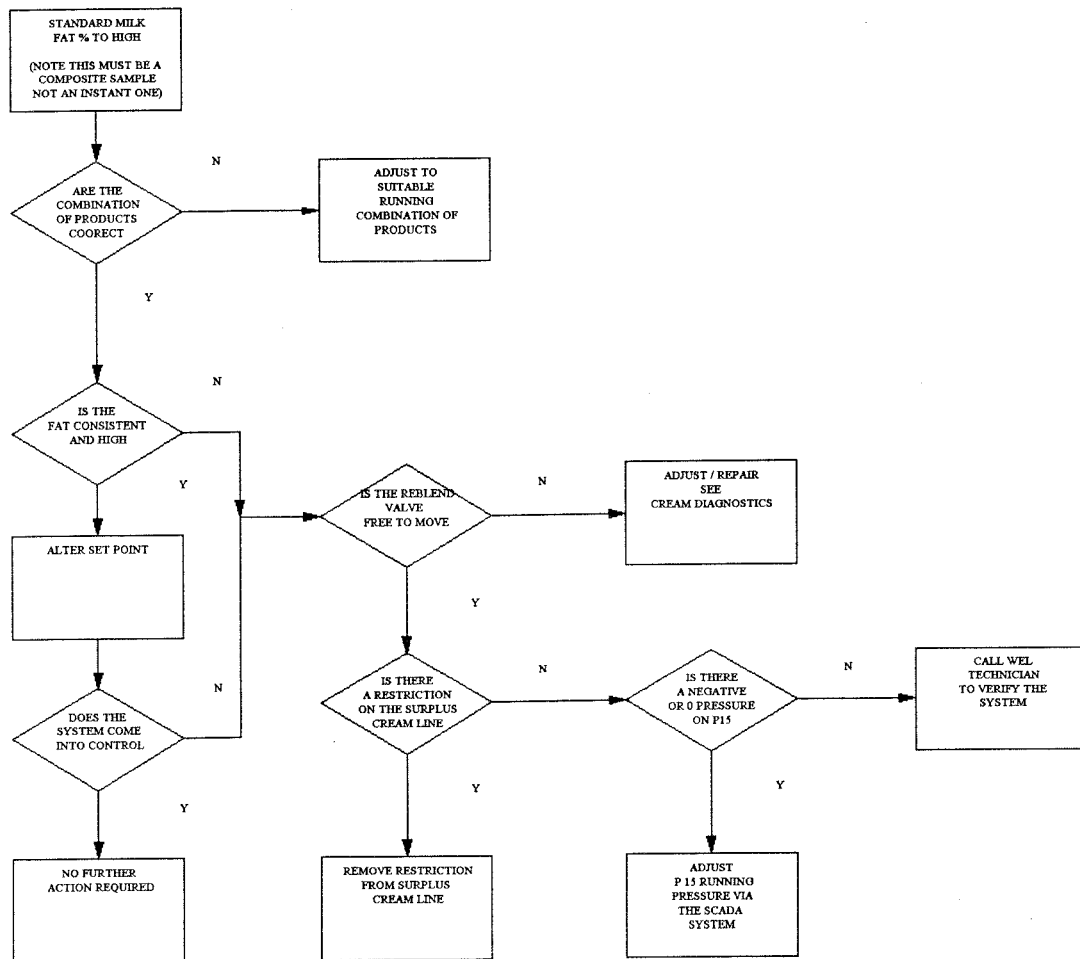 STANDARD MILK
FAT % TO HIGH
(NOTE THIS MUST BE A
COMPOSITE SAMPLE
NOT AN INSTANT ONE)
N
ARE THE
COMBINATION
OF PRODUCTS
COORECT
ADJUST TO
SUITABLE
RUNNING
COMBINATION OF
PRODUCTS
Y
N
IS THE
FAT CONSISTENT
AND HIGH
Y
IS THE REBLEND
VALVE
FREE TO MOVE
N
ADJUST / REPAIR
SEE
CREAM DIAGNOSTICS
ALTER SET POINT
Y
N
DOES THE
SYSTEM COME
INTO CONTROL
IS THERE
A RESTRICTION
ON THE SURPLUS
CREAM LINE
N
IS THERE
A NEGATIVE
OR 0 PRESSURE
ON P15
N
CALL WEL
TECHNICIAN
TO VERIFY THE
SYSTEM
Y
Y
Y
NO FURTHER
ACTION REQUIRED
REMOVE RESTRICTION
FROM SURPLUS
CREAM LINE
ADJUST
P 15 RUNNING
PRESSURE VIA
THE SCADA
SYSTEM